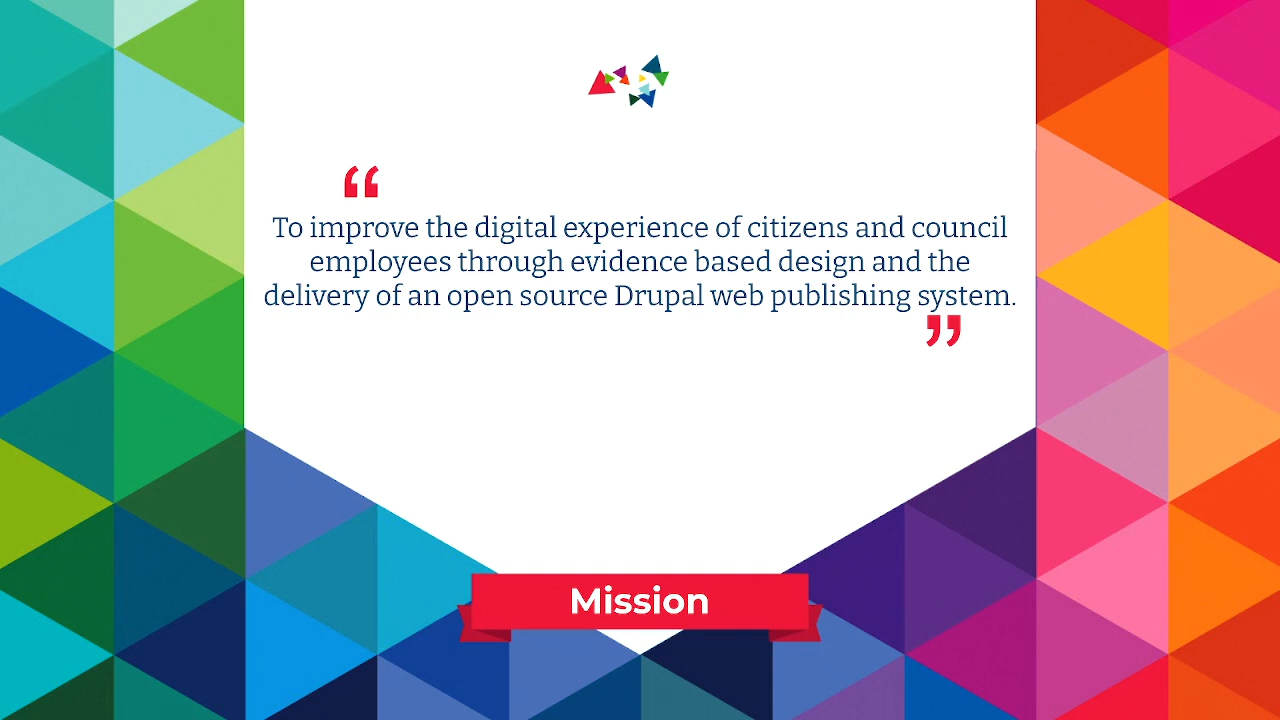 “
To improve the digital experience of citizens and council
employees through evidence based design and the
delivery of an open source Drupal web publishing system.
”
Mission